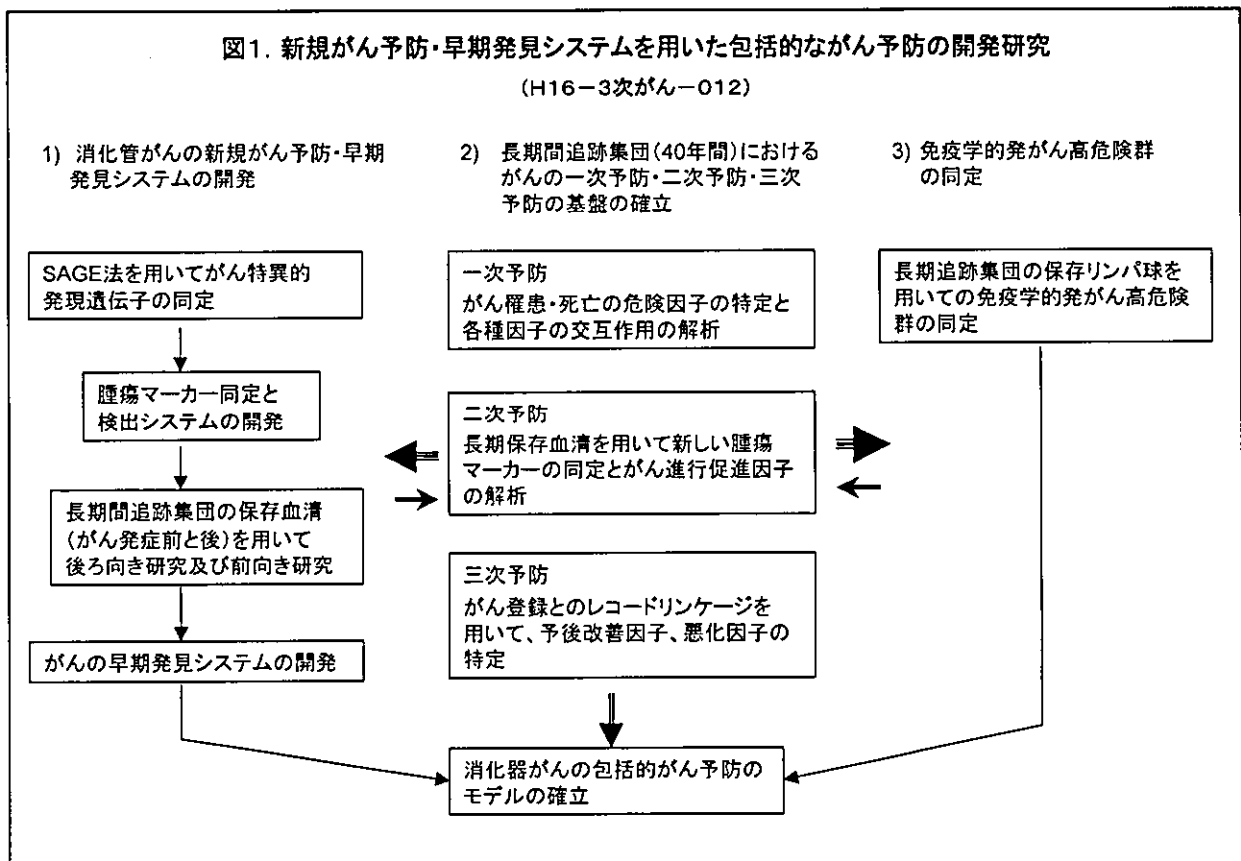 図1. 新規がん予防・早期発見システムを用いた包括的ながん予防の開発研究
(H16-3次がん-012)
1) 消化管がんの新規がん予防・早期
発見システムの開発
SAGE法を用いてがん特異的
発現遺伝子の同定
腫瘍マーカー同定と
検出システムの開発
長期間追跡集団の保存血清
(がん発症前と後)を用いて
後ろ向き研究及び前向き研究
がんの早期発見システムの開発
2) 長期間追跡集団(40年間)における
がんの一次予防・二次予防・三次
予防の基盤の確立
一次予防
がん罹患・死亡の危険因子の特定と
各種因子の交互作用の解析
二次予防
長期保存血清を用いて新しい腫瘍
マーカーの同定とがん進行促進因子
の解析
三次予防
がん登録とのレコードリンケージを
用いて、予後改善因子、悪化因子の
特定
3) 免疫学的発がん高危険群
の同定
長期追跡集団の保存リンパ球を
用いての免疫学的発がん高危険
群の同定
消化器がんの包括的がん予防の
モデルの確立